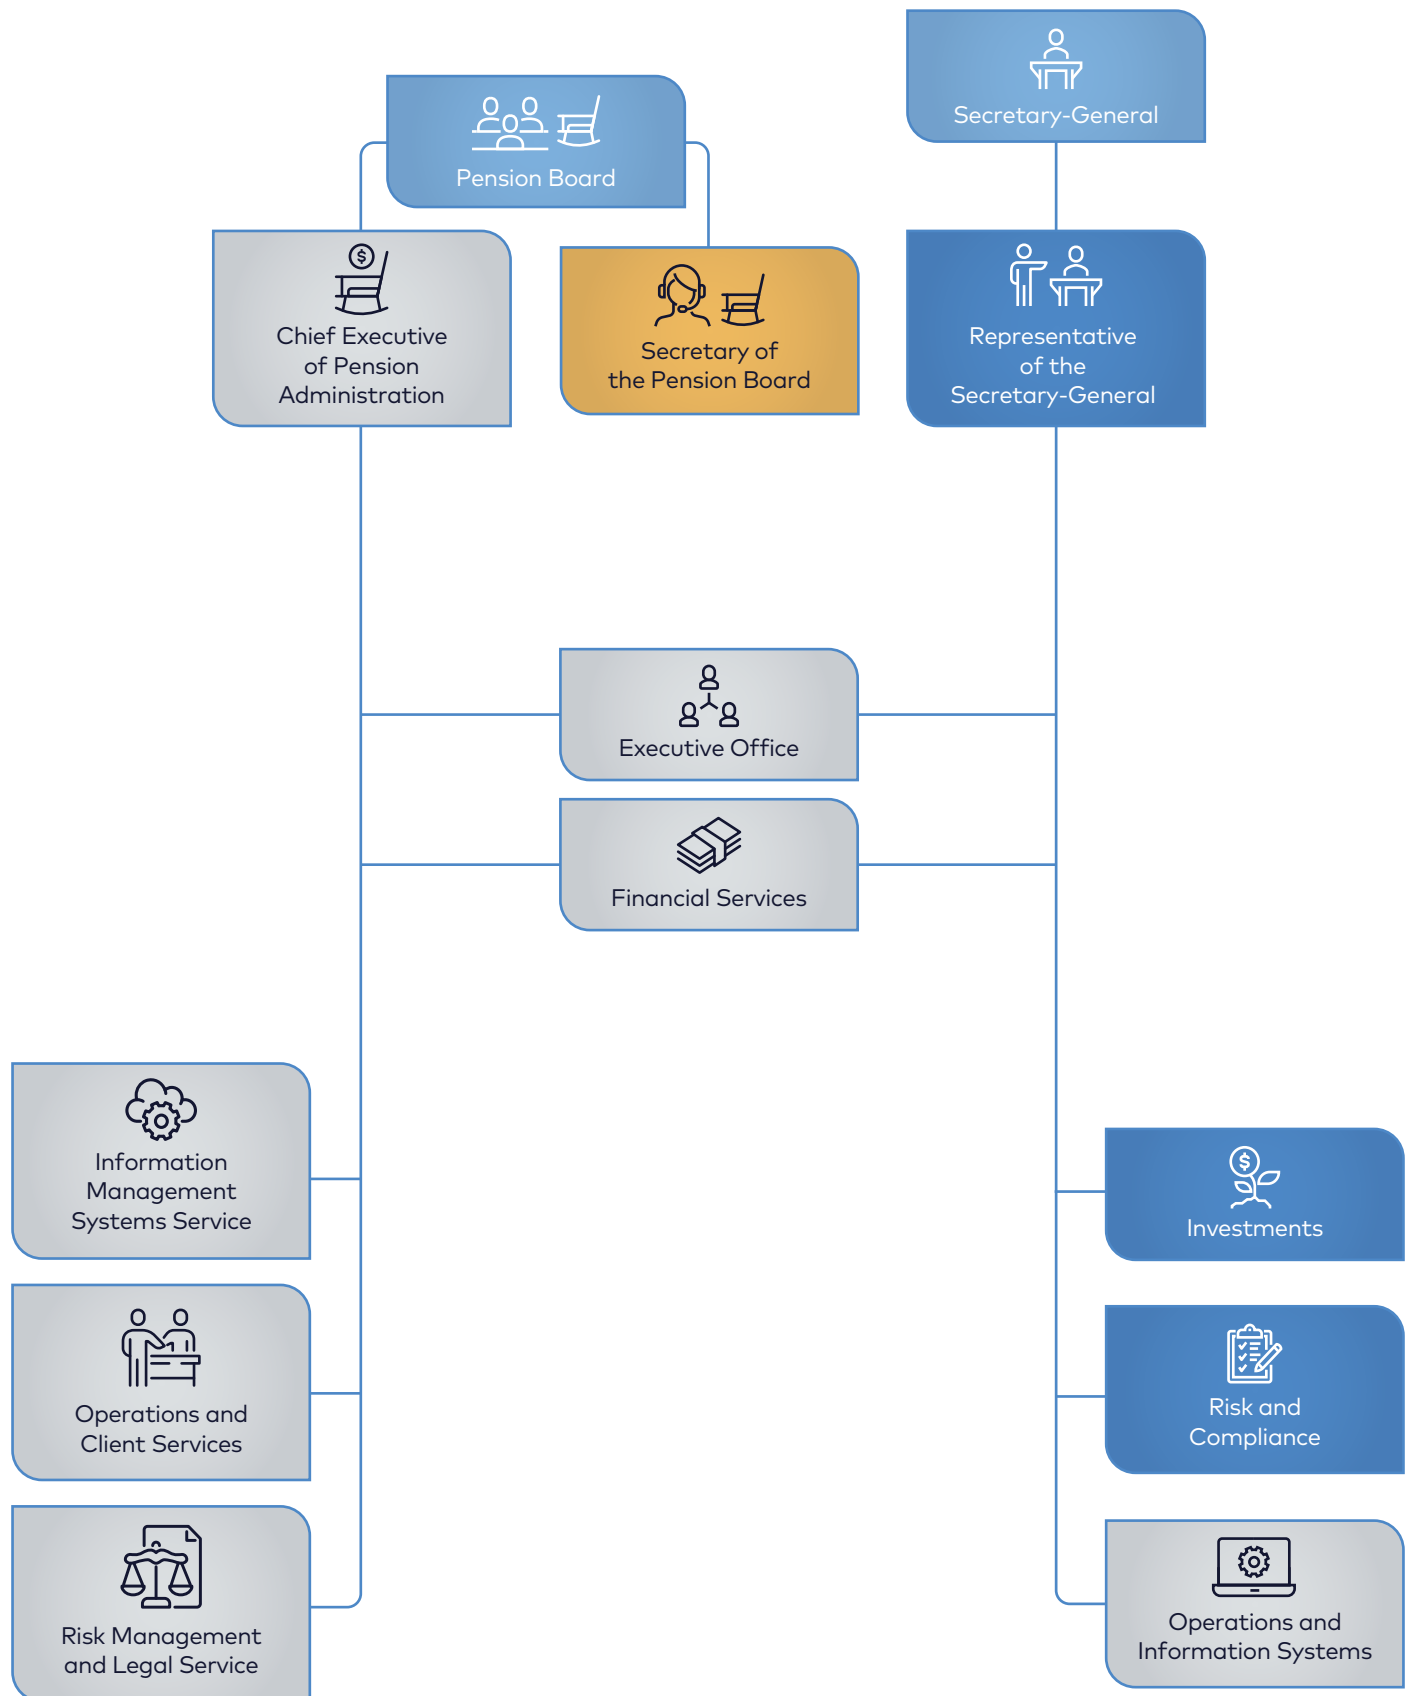 Secretary-General
Pension Board
Chief Executive
of Pension
Administration
Secretary of
the Pension Board
Representative
of the
Secretary-General
Executive Office
Financial Services
Information
Management
Systems Service
Operations and
Client Services
Risk Management
and Legal Service
Investments
Risk and
Compliance
Operations and
Information Systems